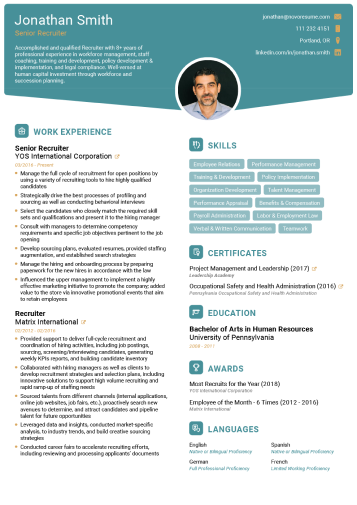 Jonathan Smith
Senior Recruiter
Accomplished and qualified Recruiter with 8+ years of
professional experience in workforce management, staff
coaching, training and development, policy development &
implementation, and legal compliance. Well-versed at
human capital investment through workforce and
succession planning.
jonathan@novoresume.com
111 232 4151
Portland, OR
linkedin.com/in/jonathan.smith
WORK EXPERIENCE
Senior Recruiter
YOS International Corporation
03/2016 - Present
Manage the full cycle of recruitment for open positions by
using a variety of recruiting tools to hire highly qualified
candidates
Strategically drive the best processes of profiling and
sourcing as well as conducting behavioral interviews
Select the candidates who closely match the required skill
sets and qualifications and present it to the hiring manager
Consult with managers to determine competency
requirements and specific job objectives pertinent to the job
opening
Develop sourcing plans, evaluated resumes, provided staffing
augmentation, and established search strategies
Manage the hiring and onboarding process by preparing
paperwork for the new hires in accordance with the law
Influenced the upper management to implement a highly
effective marketing initiative to promote the company; added
value to the store via innovative promotional events that aim
to retain employees
Recruiter
Matrix International
02/2012 - 02/2016
Provided support to deliver full-cycle recruitment and
coordination of hiring activities, including job postings,
sourcing, screening/interviewing candidates, generating
weekly KPIs reports, and building candidate inventory
Collaborated with hiring managers as well as clients to
develop recruitment strategies and selection plans, including
innovative solutions to support high volume recruiting and
rapid ramp-up of staffing needs
Sourced talents from different channels (internal applications,
online job websites, job fairs, etc.), proactively search new
avenues to determine, and attract candidates and pipeline
talent for future opportunities
Leveraged data and insights, conducted market-specific
analysis, to industry trends, and build creative sourcing
strategies
Conducted career fairs to accelerate recruiting efforts,
including reviewing and processing applicants' documents
SKILLS
Employee Relations
Performance Management
Training & Development
Policy Implementation
Organization Development
Talent Management
Performance Appraisal
Benefits & Compensation
Payroll Administration
Labor & Employment Law
Verbal & Written Communication
Teamwork
CERTIFICATES
Project Management and Leadership (2017)
Leadership Academy
Occupational Safety and Health Administration (2016)
Pennsylvania Occupational Safety and Health Administration
EDUCATION
Bachelor of Arts in Human Resources
University of Pennsylvania
2008 - 2011
AWARDS
Most Recruits for the Year (2018)
YOS International Corporation
Employee of the Month - 6 Times (2012 - 2016)
Matrix International
LANGUAGES
English
Native or Bilingual Proficiency
Spanish
Native or Bilingual Proficiency
German
Full Professional Proficiency
French
Limited Working Proficiency